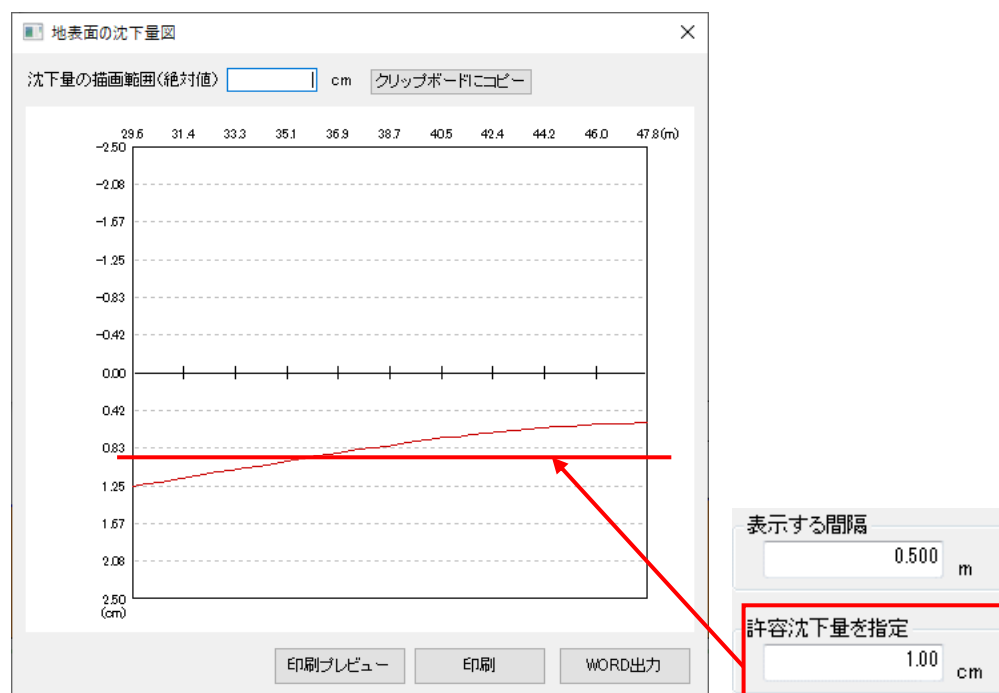 地表面の沈下量図
沈下量の描画範囲(絶対値) cm クリップボードにコピー
29.6 31.4 33.3 35.1 36.9 38.7 40.5 42.4 44.2 46.0 47.8(m)
-2.50
-2.08
-1.67
-1.25
-0.83
-0.42
0.00
0.42
0.83
1.25
1.67
2.08
2.50
(cm)
印刷プレビュー 印刷 WORD出力
表示する間隔
0.500 m
許容沈下量を指定
1.00 cm